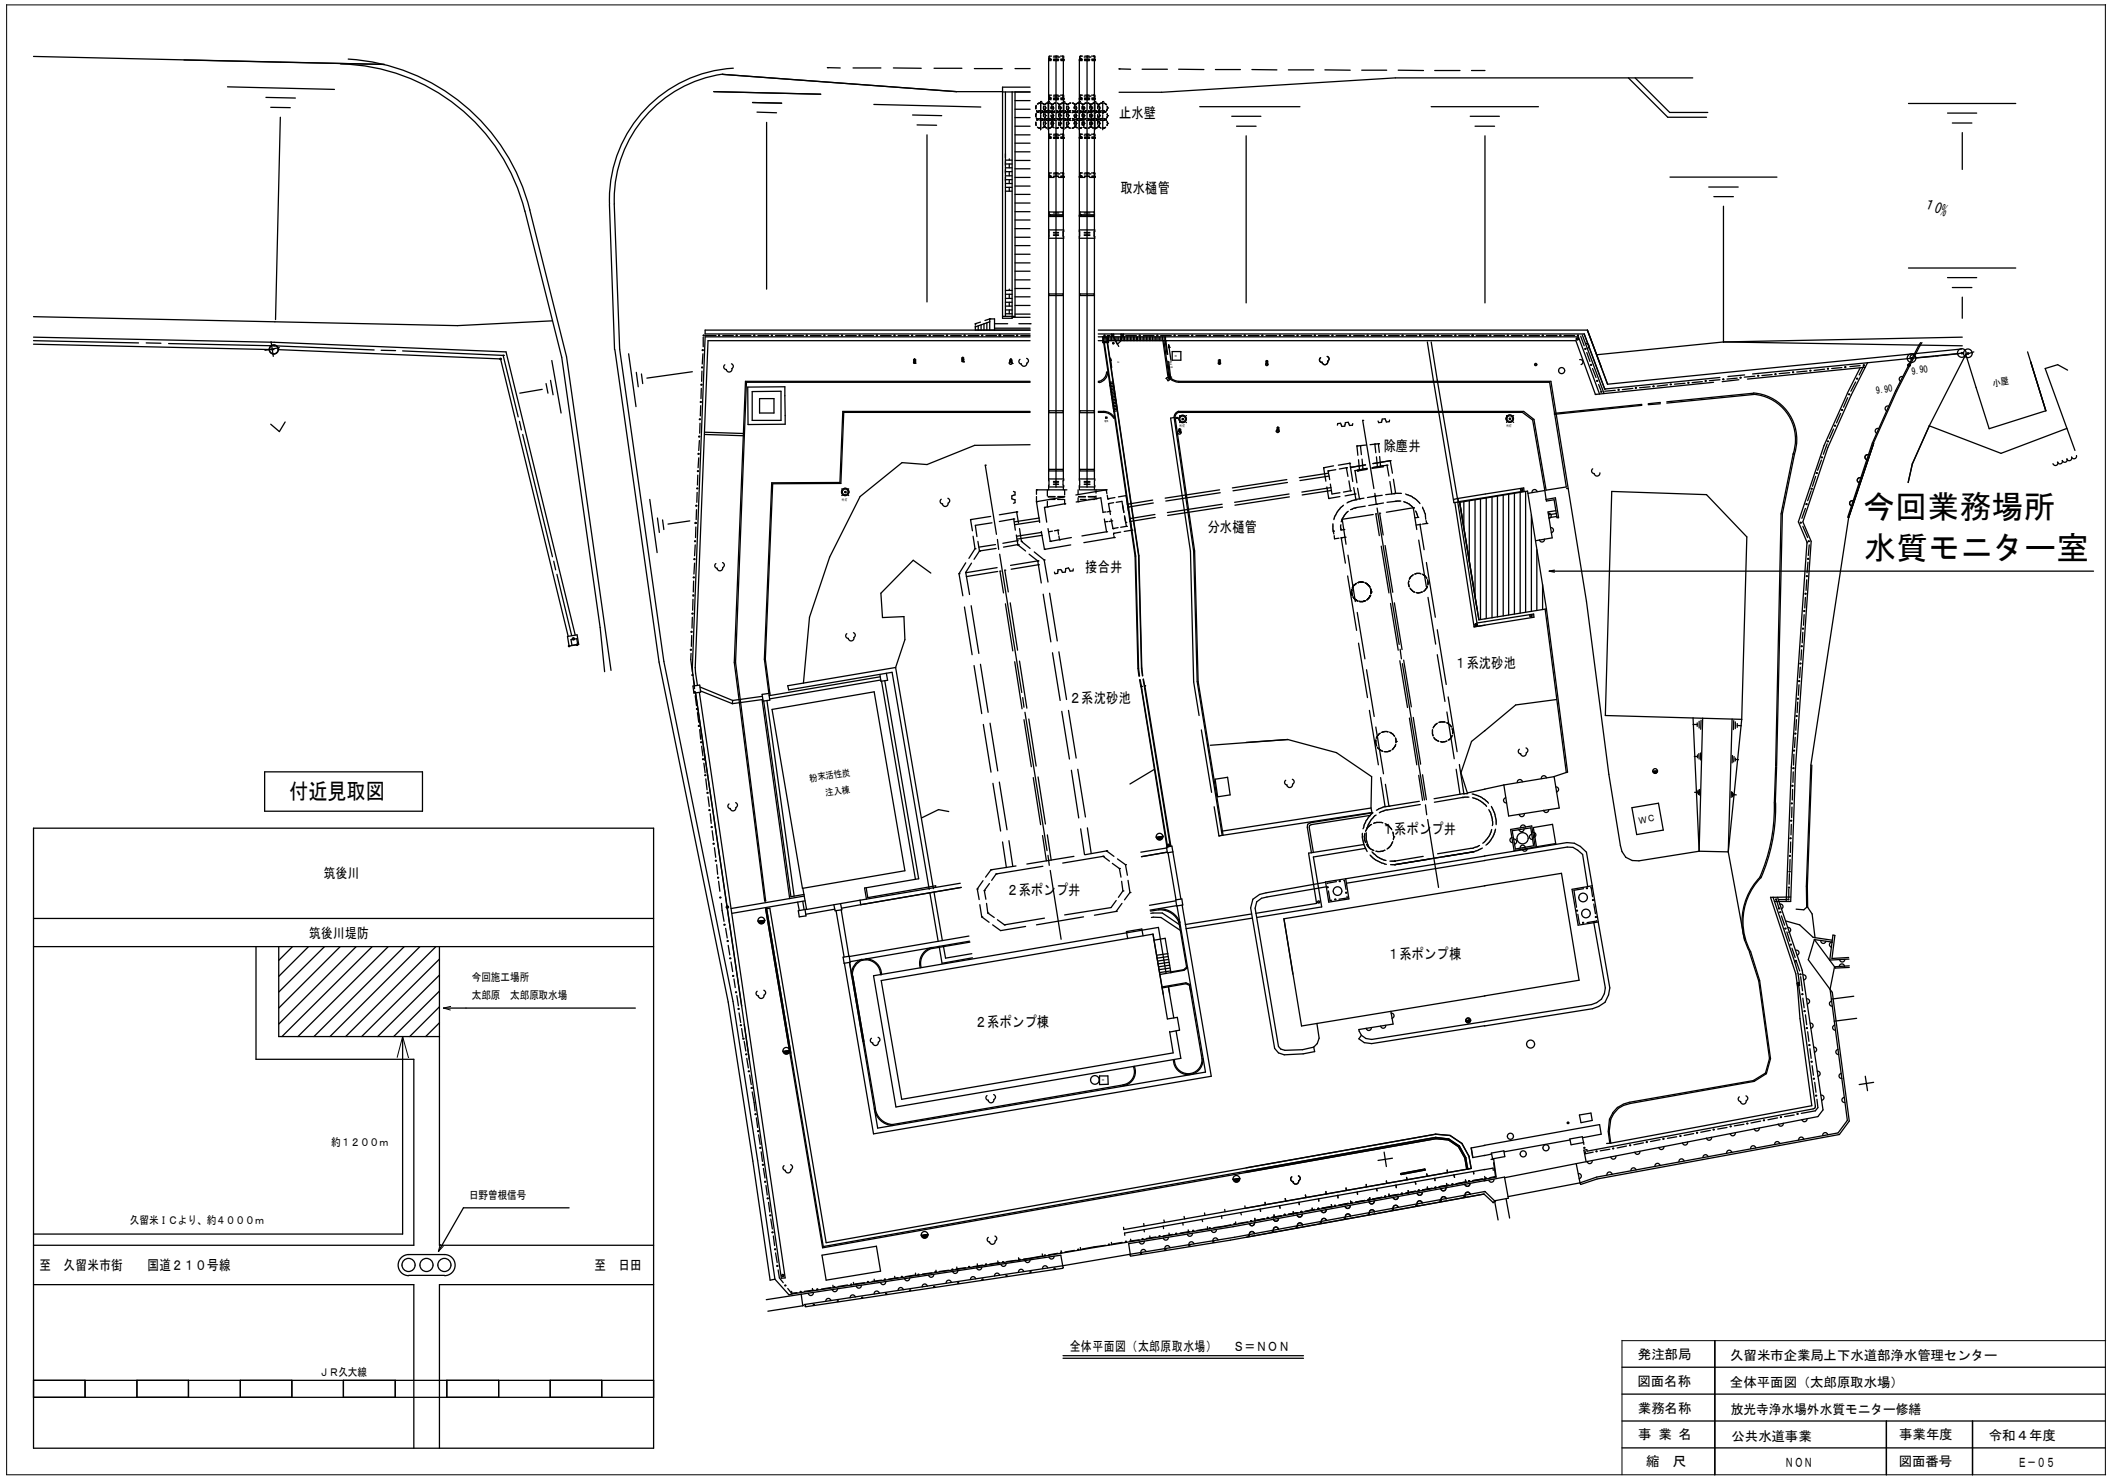 止水壁
取水樋管
10%
9.90
9.90
小屋
除塵井
分水樋管
接合井
今回業務場所
水質モニター室
1系沈砂池
2系沈砂池
粉末活性炭
注入棟
WC
1系ポンプ井
2系ポンプ井
1系ポンプ棟
2系ポンプ棟
付近見取図
筑後川
筑後川堤防
今回施工場所
太郎原 太郎原取水場
約1200m
日野曽根信号
久留米ICより、約4000m
至 久留米市街 国道210号線
至 日田
JR久大線
全体平面図(太郎原取水場) S=NON
発注部局 久留米市企業局上下水道部浄水管理センター
図面名称 全体平面図(太郎原取水場)
業務名称 放光寺浄水場外水質モニター修繕
事業名 公共水道事業 事業年度 令和4年度
縮尺 NON 図面番号 E-05